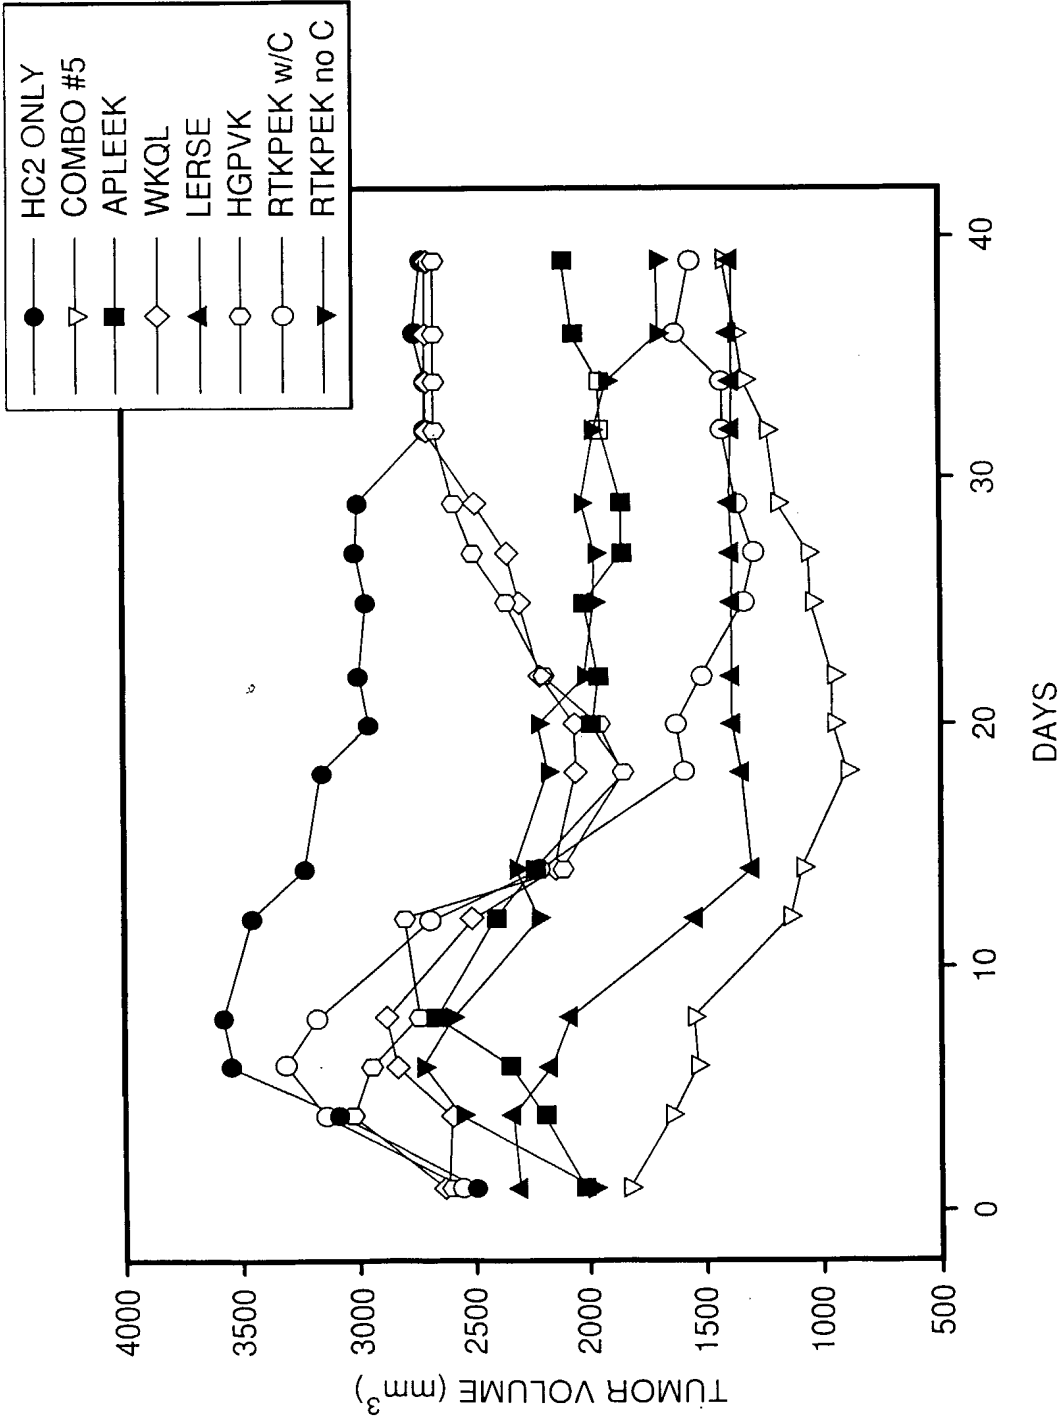 HC2 ONLY
COMBO #5
APLEEK
WKQL
LERSE
HGPVK
RTKPEK w/C
RTKPEK no C
TUMOR VOLUME (mm³)
4000
3500
3000
2500
2000
1500
1000
500
0
10
20
30
40
DAYS